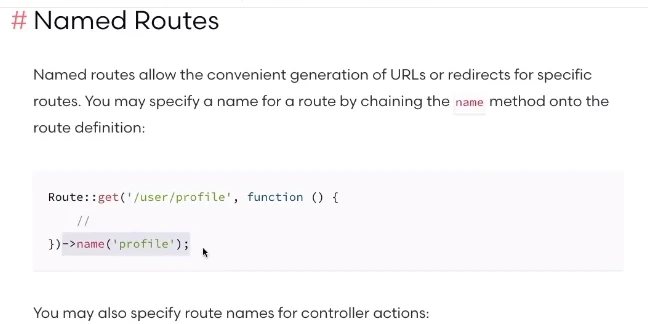 # Named Routes
Named routes allow the convenient generation of URLs or redirects for specific
routes. You may specify a name for a route by chaining the name method onto the
route definition:
Route::get('/user/profile', function () {
    //
})->name('profile');
You may also specify route names for controller actions: